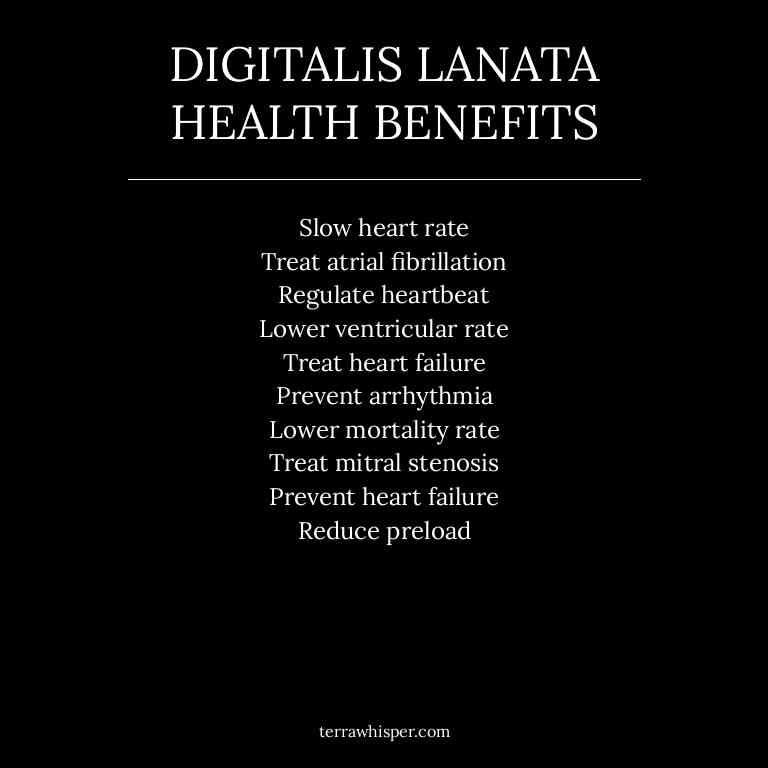 DIGITALIS LANATA
HEALTH BENEFITS
Slow heart rate
Treat atrial fibrillation
Regulate heartbeat
Lower ventricular rate
Treat heart failure
Prevent arrhythmia
Lower mortality rate
Treat mitral stenosis
Prevent heart failure
Reduce preload
terrawhisper.com